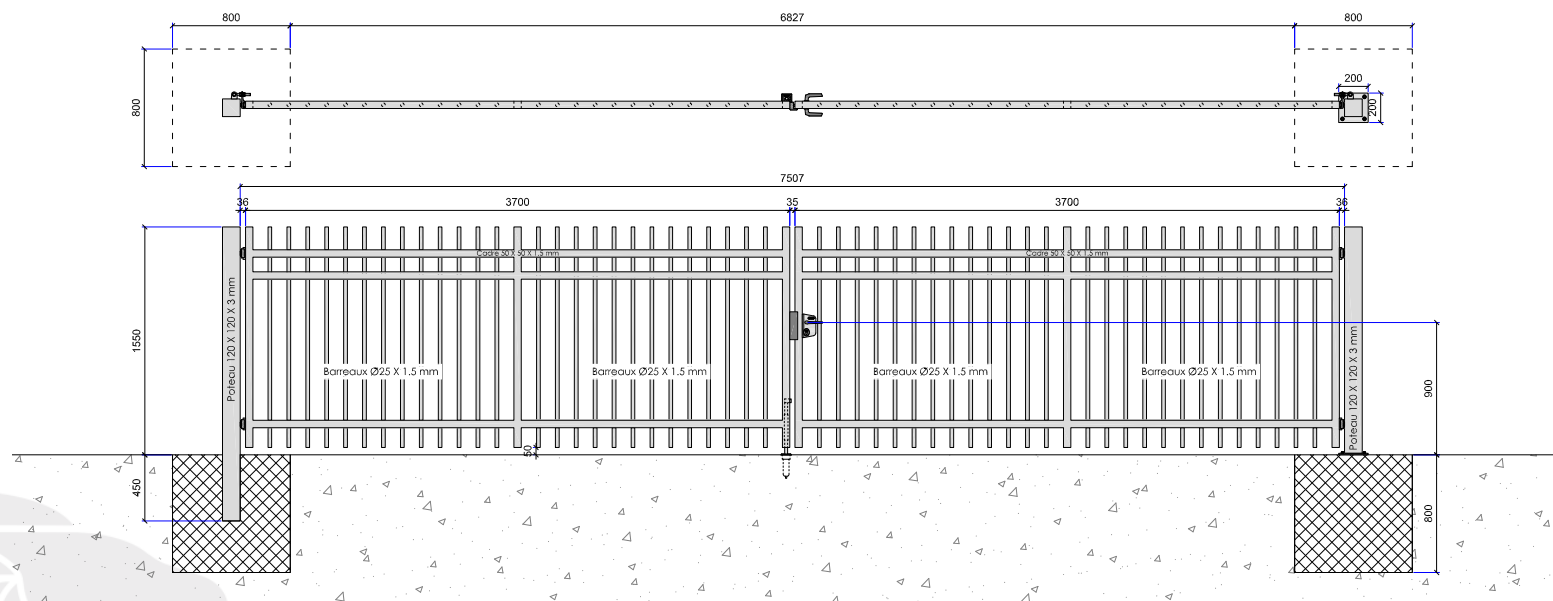 800
6827
800
800
200
200
7507
36
3700
35
3700
36
Cadre 50 X 50 X 1.5 mm
Cadre 50 X 50 X 1.5 mm
1550
Poteau 120 X 120 X 3 mm
Barreaux Ø25 X 1.5 mm
Barreaux Ø25 X 1.5 mm
Barreaux Ø25 X 1.5 mm
Barreaux Ø25 X 1.5 mm
Poteau 120 X 120 X 3 mm
900
50
450
800